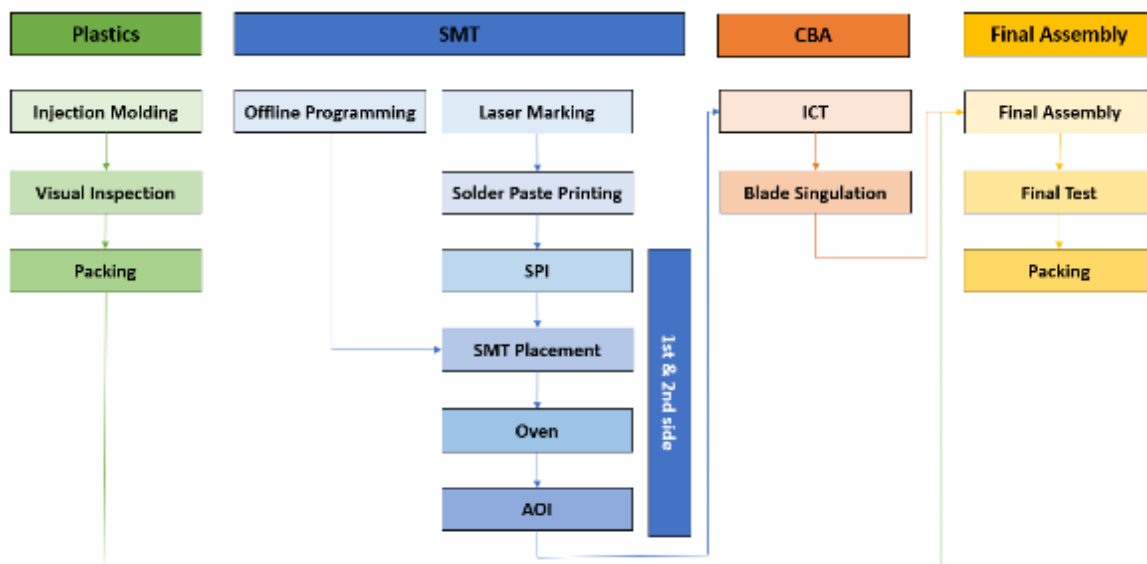 Plastics
SMT
CBA
Final Assembly
Injection Molding
Offline Programming
Laser Marking
ICT
Final Assembly
Visual Inspection
Solder Paste Printing
Blade Singulation
Final Test
Packing
SPI
Packing
SMT Placement
1st & 2nd side
Oven
AOI